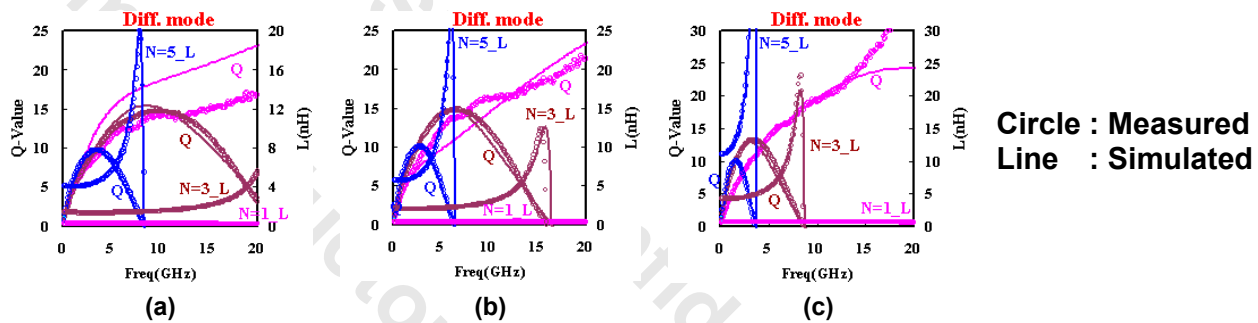 Diff. mode
25
20
15
10
5
0
Q-Value
20
16
12
8
4
0
L(nH)
N=5_L
Q
Q
Q
N=3_L
N=1_L
0 5 10 15 20
Freq(GHz)
(a)
Diff. mode
25
20
15
10
5
0
25
20
15
10
5
0
L(nH)
N=5_L
Q
N=3_L
Q
Q
N=1_L
0 5 10 15 20
Freq(GHz)
(b)
Diff. mode
30
25
20
15
10
5
0
30
25
20
15
10
5
0
L(nH)
N=5_L
Q
N=3_L
Q
Q
N=1_L
0 5 10 15 20
Freq(GHz)
(c)
Circle : Measured
Line : Simulated